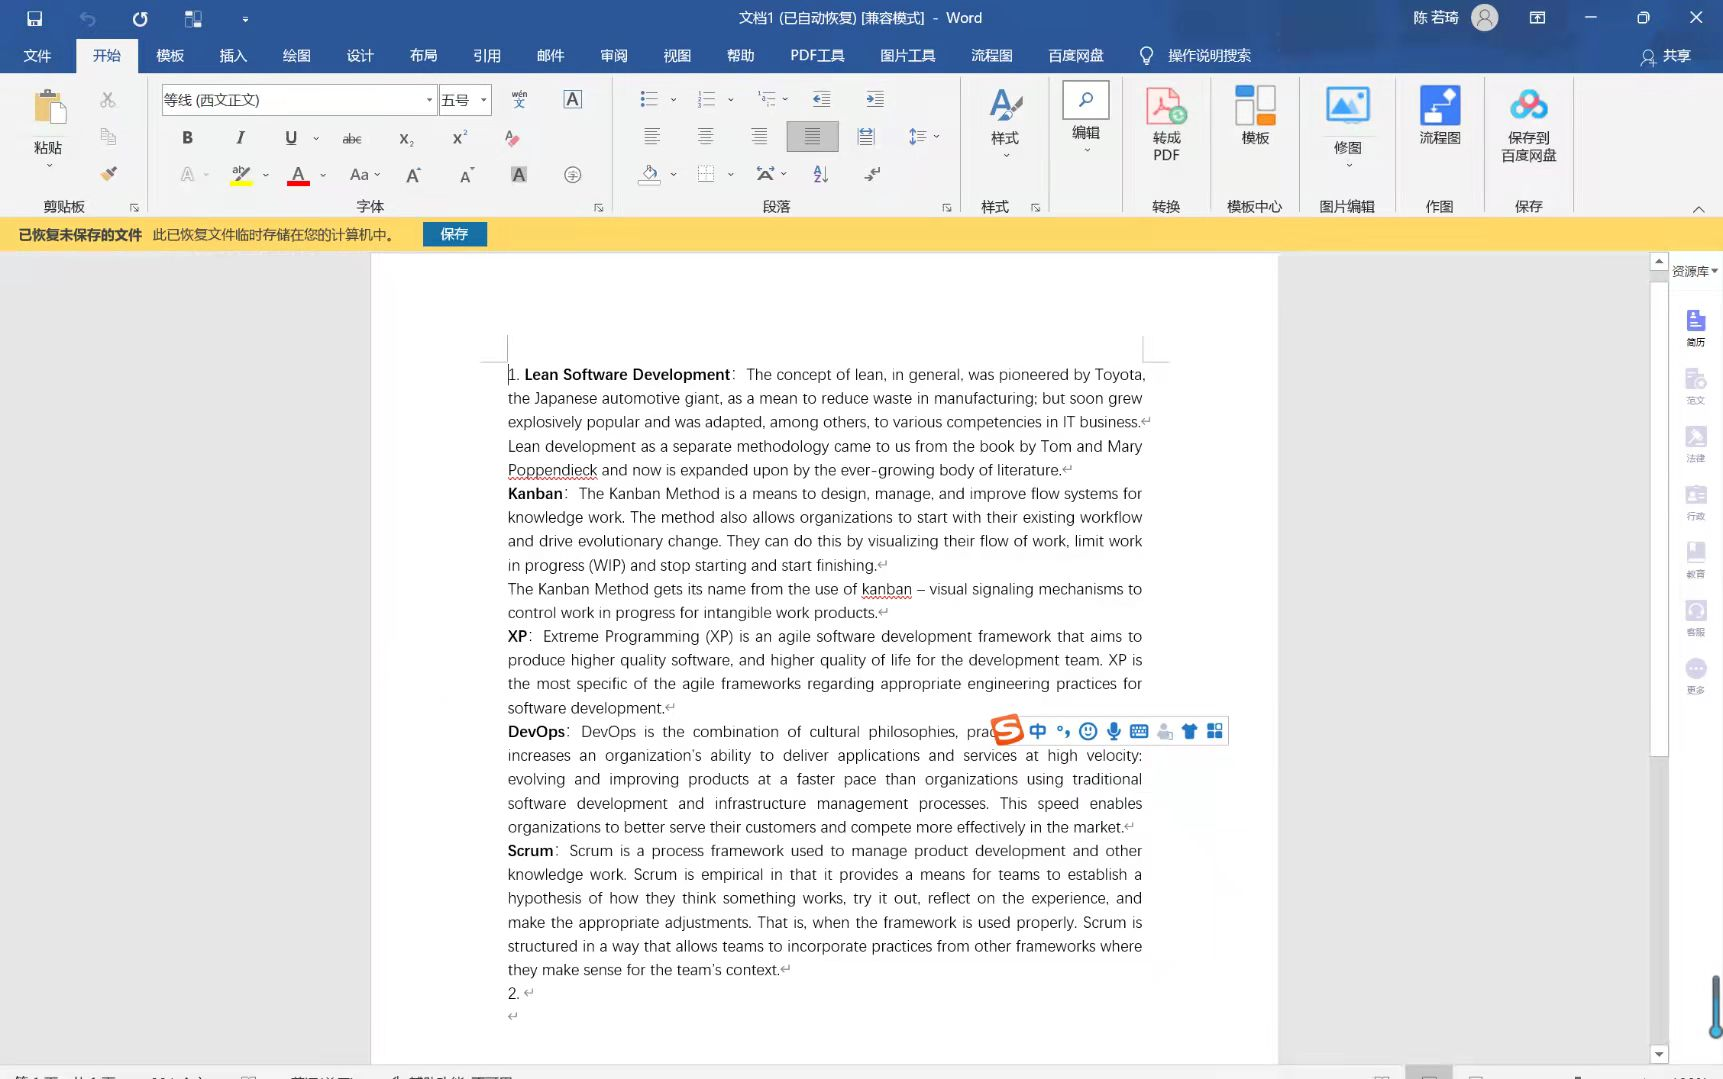 文档1 (已自动恢复) [兼容模式] - Word
陈 若琦
文件 开始 模板 插入 绘图 设计 布局 引用 邮件 审阅 视图 帮助 PDF工具 图片工具 流程图 百度网盘 操作说明搜索 共享
等线 (西文正文) 五号 wén 文 A
粘贴 B I U abc X₂ X² 样式 编辑 转成 PDF 模板 修图 流程图 保存到 百度网盘
A ab A Aa A A A 字
剪贴板 字体 段落 样式 转换 模板中心 图片编辑 作图 保存
已恢复未保存的文件 此已恢复文件临时存储在您的计算机中。 保存
资源库
简历
范文
法律
行政
教育
客服
更多
1. Lean Software Development：The concept of lean, in general, was pioneered by Toyota,
the Japanese automotive giant, as a mean to reduce waste in manufacturing; but soon grew
explosively popular and was adapted, among others, to various competencies in IT business.
Lean development as a separate methodology came to us from the book by Tom and Mary
Poppendieck and now is expanded upon by the ever-growing body of literature.
Kanban：The Kanban Method is a means to design, manage, and improve flow systems for
knowledge work. The method also allows organizations to start with their existing workflow
and drive evolutionary change. They can do this by visualizing their flow of work, limit work
in progress (WIP) and stop starting and start finishing.
The Kanban Method gets its name from the use of kanban – visual signaling mechanisms to
control work in progress for intangible work products.
XP：Extreme Programming (XP) is an agile software development framework that aims to
produce higher quality software, and higher quality of life for the development team. XP is
the most specific of the agile frameworks regarding appropriate engineering practices for
software development.
DevOps：DevOps is the combination of cultural philosophies, 中
increases an organization's ability to deliver applications and services at high velocity:
evolving and improving products at a faster pace than organizations using traditional
software development and infrastructure management processes. This speed enables
organizations to better serve their customers and compete more effectively in the market.
Scrum：Scrum is a process framework used to manage product development and other
knowledge work. Scrum is empirical in that it provides a means for teams to establish a
hypothesis of how they think something works, try it out, reflect on the experience, and
make the appropriate adjustments. That is, when the framework is used properly. Scrum is
structured in a way that allows teams to incorporate practices from other frameworks where
they make sense for the team's context.
2.